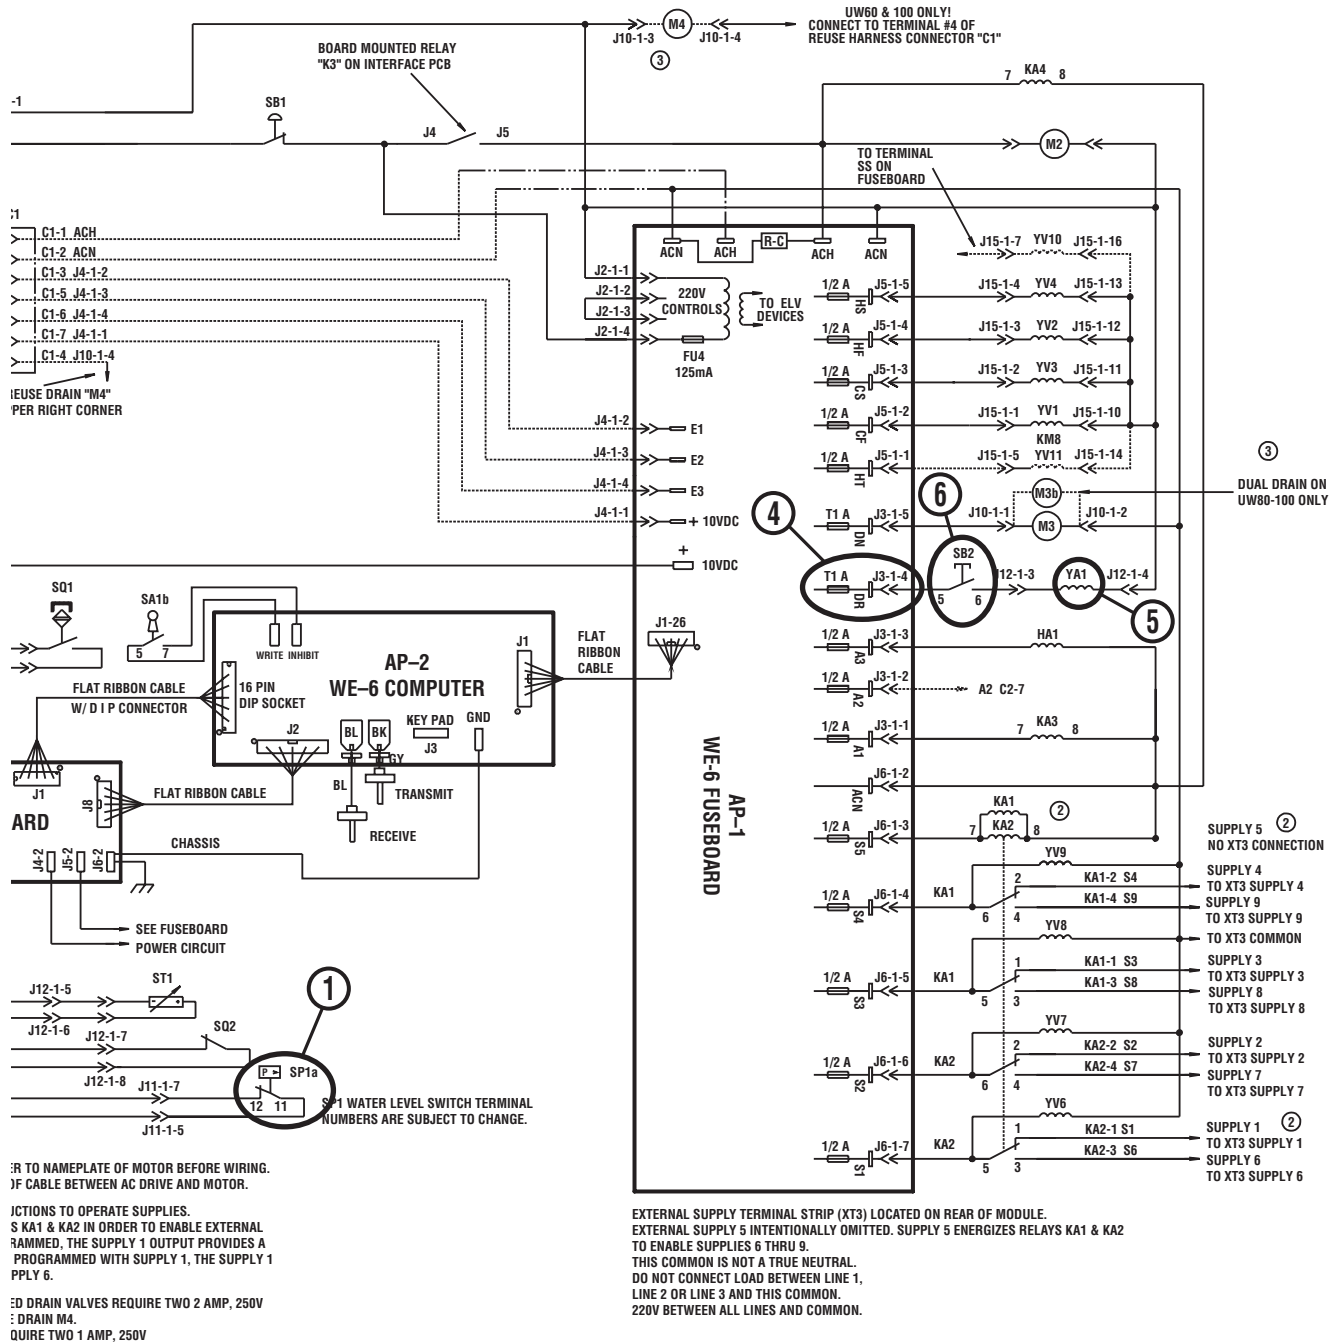 UW60 & 100 ONLY!
CONNECT TO TERMINAL #4 OF
REUSE HARNESS CONNECTOR "C1"
M4
J10-1-3
J10-1-4
3
BOARD MOUNTED RELAY
"K3" ON INTERFACE PCB
7 KA4 8
-1
SB1
J4
J5
M2
TO TERMINAL
SS ON
FUSEBOARD
C1-1 ACH
C1-2 ACN
C1-3 J4-1-2
C1-5 J4-1-3
C1-6 J4-1-4
C1-7 J4-1-1
C1-4 J10-1-4
REUSE DRAIN "M4"
PER RIGHT CORNER
ACN
ACH
R-C
ACH
ACN
J2-1-1
J2-1-2
J2-1-3
J2-1-4
220V
CONTROLS
TO ELV
DEVICES
FU4
125mA
J15-1-7 YV10 J15-1-16
1/2 A HS J5-1-5 J15-1-4 YV4 J15-1-13
1/2 A HF J5-1-4 J15-1-3 YV2 J15-1-12
1/2 A CS J5-1-3 J15-1-2 YV3 J15-1-11
1/2 A CF J5-1-2 J15-1-1 YV1 J15-1-10
KM8
1/2 A HT J5-1-1 J15-1-5 YV11 J15-1-14
J4-1-2 E1
J4-1-3 E2
J4-1-4 E3
J4-1-1 + 10VDC
+
10VDC
3
DUAL DRAIN ON
UW80-100 ONLY
M3b
T1 A DN J3-1-5 J10-1-1 M3 J10-1-2
4
6
SB2
T1 A DR J3-1-4 5 6 J12-1-3 YA1 J12-1-4
5
1/2 A A3 J3-1-3 HA1
1/2 A A2 J3-1-2 A2 C2-7
1/2 A A1 J3-1-1 7 KA3 8
ACN J6-1-2
KA1
2
1/2 A S5 J6-1-3 7 KA2 8
SUPPLY 5 2
NO XT3 CONNECTION
SQ1
SA1b
5 7
WRITE INHIBIT
AP–2
WE–6 COMPUTER
J1
FLAT
RIBBON
CABLE
J1-26
FLAT RIBBON CABLE
W/ D I P CONNECTOR
16 PIN
DIP SOCKET
J2
BL
BK
KEY PAD
J3
GND
GY
BL
TRANSMIT
RECEIVE
J1
J8
FLAT RIBBON CABLE
ARD
J4-2
J5-2
J6-2
CHASSIS
SEE FUSEBOARD
POWER CIRCUIT
AP–1
WE-6 FUSEBOARD
YV9
1/2 A S4 J6-1-4 KA1 6 2 4
KA1-2 S4
KA1-4 S9
SUPPLY 4
TO XT3 SUPPLY 4
SUPPLY 9
TO XT3 SUPPLY 9
YV8
TO XT3 COMMON
1/2 A S3 J6-1-5 KA1 5 1 3
KA1-1 S3
KA1-3 S8
SUPPLY 3
TO XT3 SUPPLY 3
SUPPLY 8
TO XT3 SUPPLY 8
YV7
1/2 A S2 J6-1-6 KA2 6 2 4
KA2-2 S2
KA2-4 S7
SUPPLY 2
TO XT3 SUPPLY 2
SUPPLY 7
TO XT3 SUPPLY 7
YV6
1/2 A S1 J6-1-7 KA2 5 1 3
KA2-1 S1
KA2-3 S6
SUPPLY 1 2
TO XT3 SUPPLY 1
SUPPLY 6
TO XT3 SUPPLY 6
J12-1-5
ST1
J12-1-6
J12-1-7
SQ2
J12-1-8
1
P SP1a
J11-1-7
12 11
J11-1-5
SP1 WATER LEVEL SWITCH TERMINAL
NUMBERS ARE SUBJECT TO CHANGE.
ER TO NAMEPLATE OF MOTOR BEFORE WIRING.
OF CABLE BETWEEN AC DRIVE AND MOTOR.
JCTIONS TO OPERATE SUPPLIES.
S KA1 & KA2 IN ORDER TO ENABLE EXTERNAL
RAMMED, THE SUPPLY 1 OUTPUT PROVIDES A
PROGRAMMED WITH SUPPLY 1, THE SUPPLY 1
PPLY 6.
ED DRAIN VALVES REQUIRE TWO 2 AMP, 250V
E DRAIN M4.
QUIRE TWO 1 AMP, 250V
EXTERNAL SUPPLY TERMINAL STRIP (XT3) LOCATED ON REAR OF MODULE.
EXTERNAL SUPPLY 5 INTENTIONALLY OMITTED. SUPPLY 5 ENERGIZES RELAYS KA1 & KA2
TO ENABLE SUPPLIES 6 THRU 9.
THIS COMMON IS NOT A TRUE NEUTRAL.
DO NOT CONNECT LOAD BETWEEN LINE 1,
LINE 2 OR LINE 3 AND THIS COMMON.
220V BETWEEN ALL LINES AND COMMON.